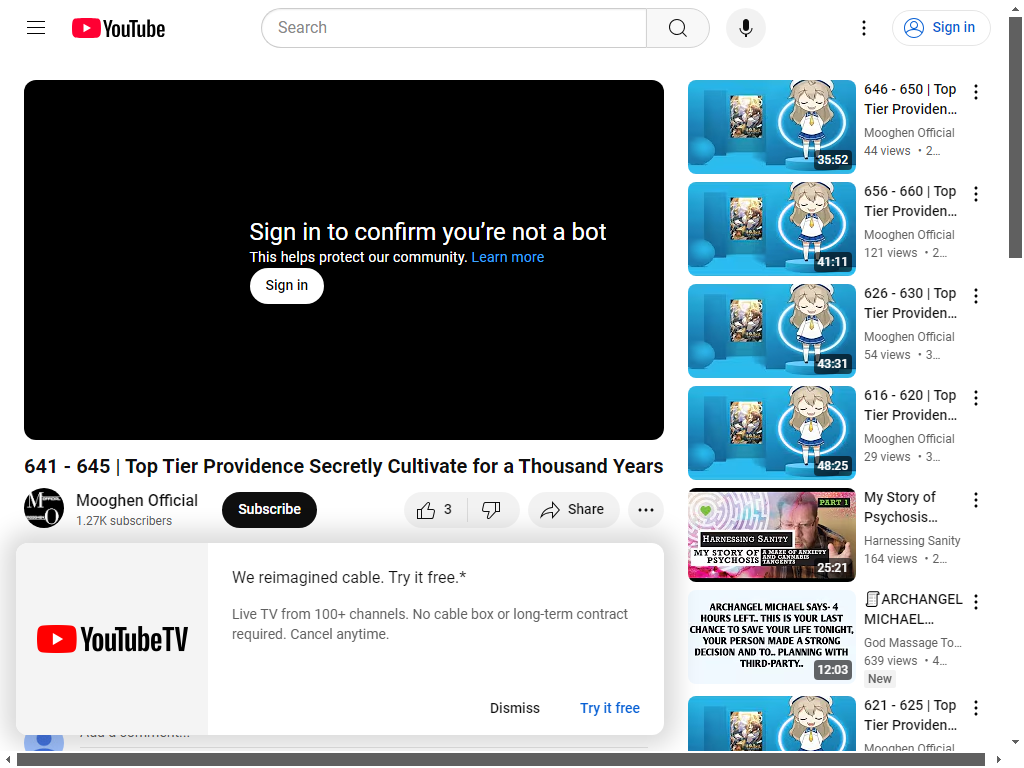 YouTube
Search
Sign in
Sign in to confirm you’re not a bot
This helps protect our community. Learn more
Sign in
641 - 645 | Top Tier Providence Secretly Cultivate for a Thousand Years
Mooghen Official
1.27K subscribers
Subscribe
3
Share
We reimagined cable. Try it free.*
Live TV from 100+ channels. No cable box or long-term contract
required. Cancel anytime.
YouTubeTV
Dismiss
Try it free
Add a comment...
646 - 650 | Top
Tier Providen...
Mooghen Official
44 views • 2...
35:52
656 - 660 | Top
Tier Providen...
Mooghen Official
121 views • 2...
41:11
626 - 630 | Top
Tier Providen...
Mooghen Official
54 views • 3...
43:31
616 - 620 | Top
Tier Providen...
Mooghen Official
29 views • 3...
48:25
PART 1
HARNESSING SANITY
MY STORY OF
PSYCHOSIS
A MAZE OF ANXIETY
AND CANNABIS
TANGENTS
25:21
My Story of
Psychosis...
Harnessing Sanity
164 views • 2...
ARCHANGEL MICHAEL SAYS- 4
HOURS LEFT.. THIS IS YOUR LAST
CHANCE TO SAVE YOUR LIFE TONIGHT,
YOUR PERSON MADE A STRONG
DECISION AND TO.. PLANNING WITH
THIRD-PARTY..
12:03
ARCHANGEL
MICHAEL...
God Massage To...
639 views • 4...
New
621 - 625 | Top
Tier Providen...
Mooghen Official